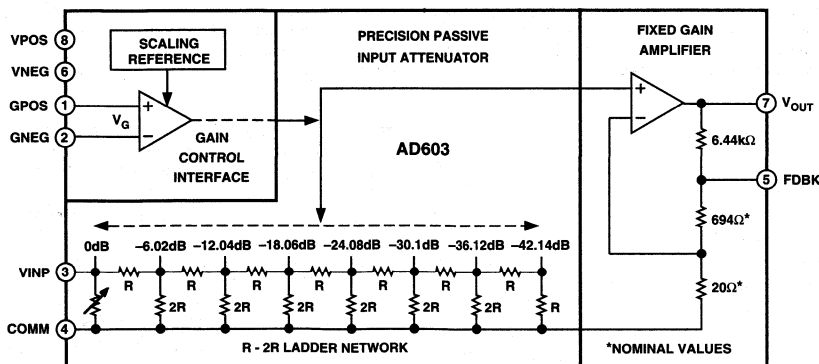 VPOS 8
VNEG 6
GPOS 1
GNEG 2
SCALING
REFERENCE
VG
+
−
GAIN
CONTROL
INTERFACE
PRECISION PASSIVE
INPUT ATTENUATOR
AD603
FIXED GAIN
AMPLIFIER
+
−
7 VOUT
6.44kΩ
5 FDBK
694Ω*
20Ω*
0dB −6.02dB −12.04dB −18.06dB −24.08dB −30.1dB −36.12dB −42.14dB
VINP 3
R R R R R R R
2R 2R 2R 2R 2R 2R R
COMM 4
R - 2R LADDER NETWORK
*NOMINAL VALUES